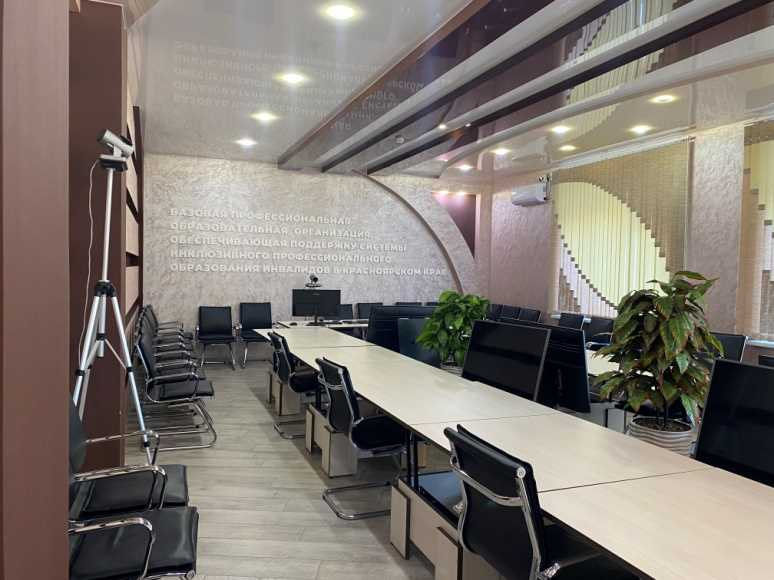 БАЗОВАЯ ПРОФЕССИОНАЛЬНАЯ
ОБРАЗОВАТЕЛЬНАЯ ОРГАНИЗАЦИЯ,
ОБЕСПЕЧИВАЮЩАЯ ПОДДЕРЖКУ СИСТЕМЫ
ИНКЛЮЗИВНОГО ПРОФЕССИОНАЛЬНОГО
ОБРАЗОВАНИЯ ИНВАЛИДОВ В КРАСНОЯРСКОМ КРАЕ